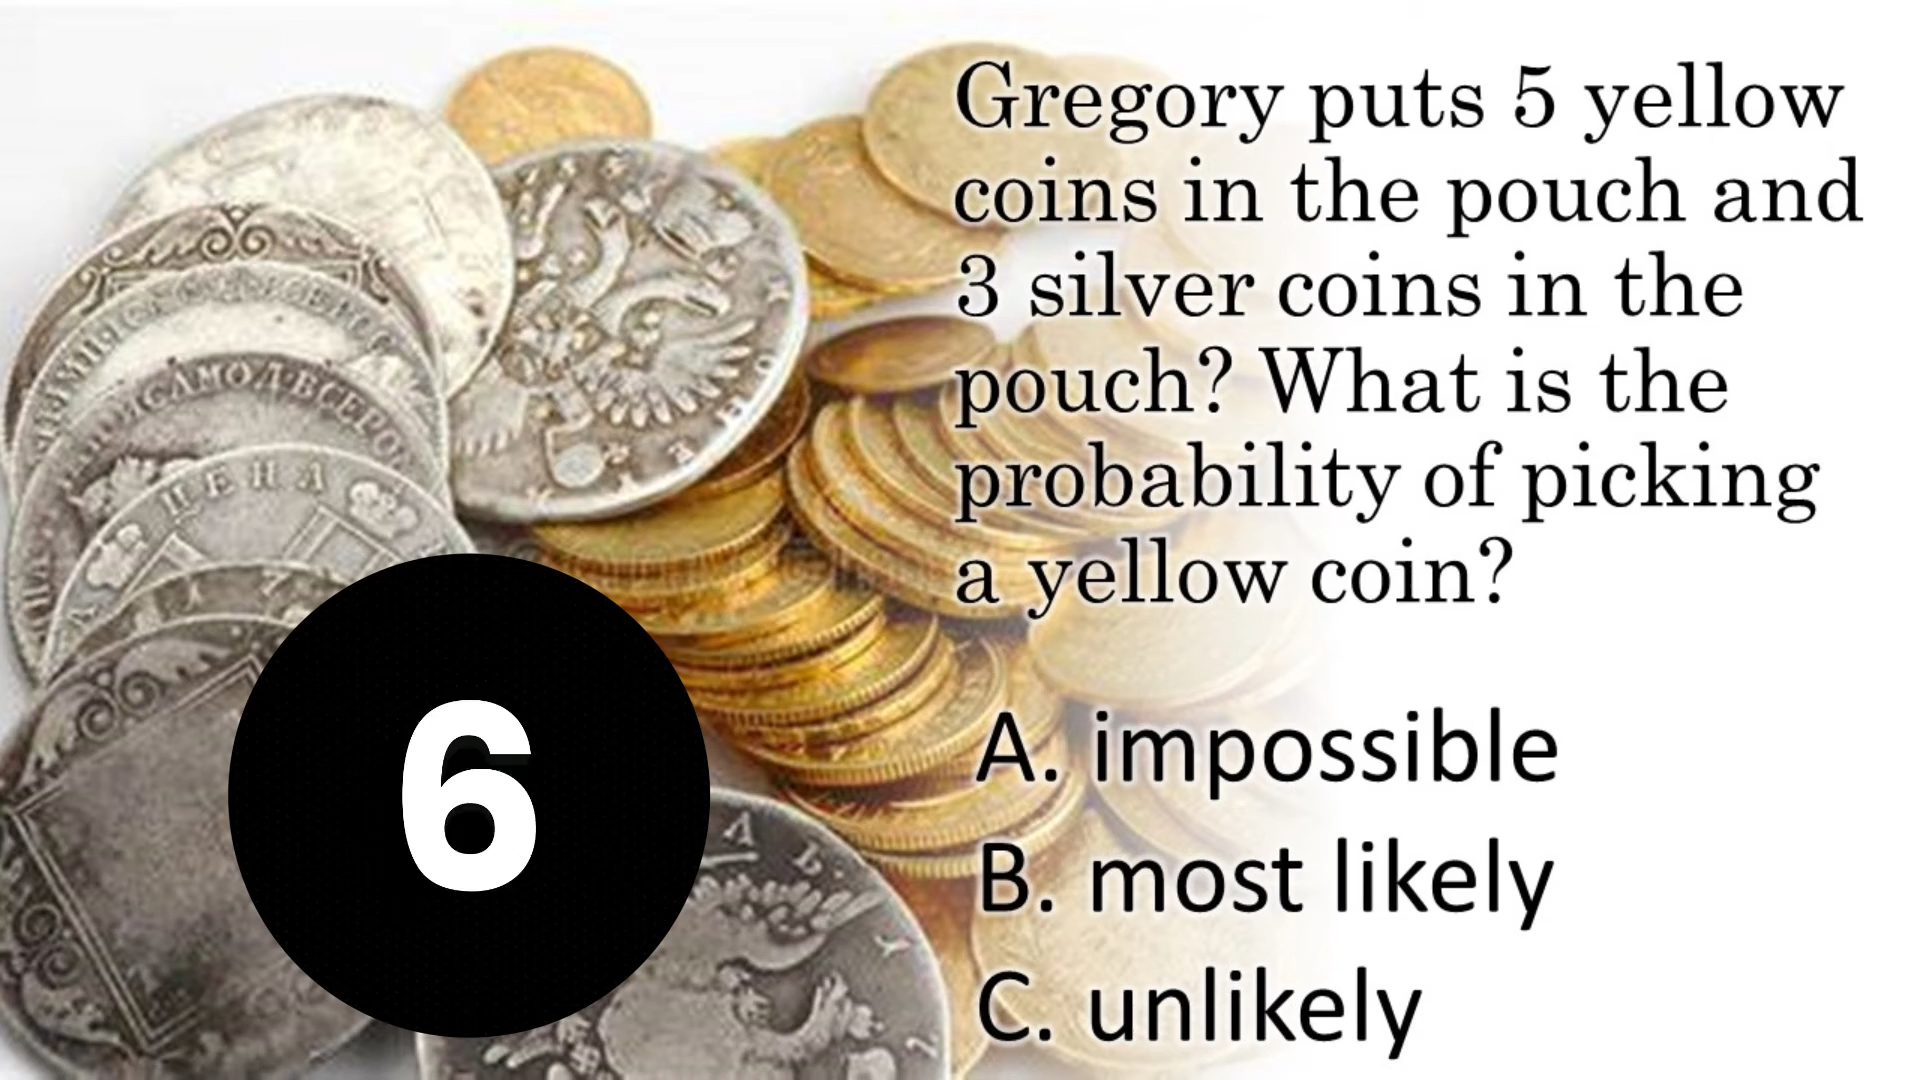 Gregory puts 5 yellow
coins in the pouch and
3 silver coins in the
pouch? What is the
probability of picking
a yellow coin?
A. impossible
B. most likely
C. unlikely
6
ЦЕНА